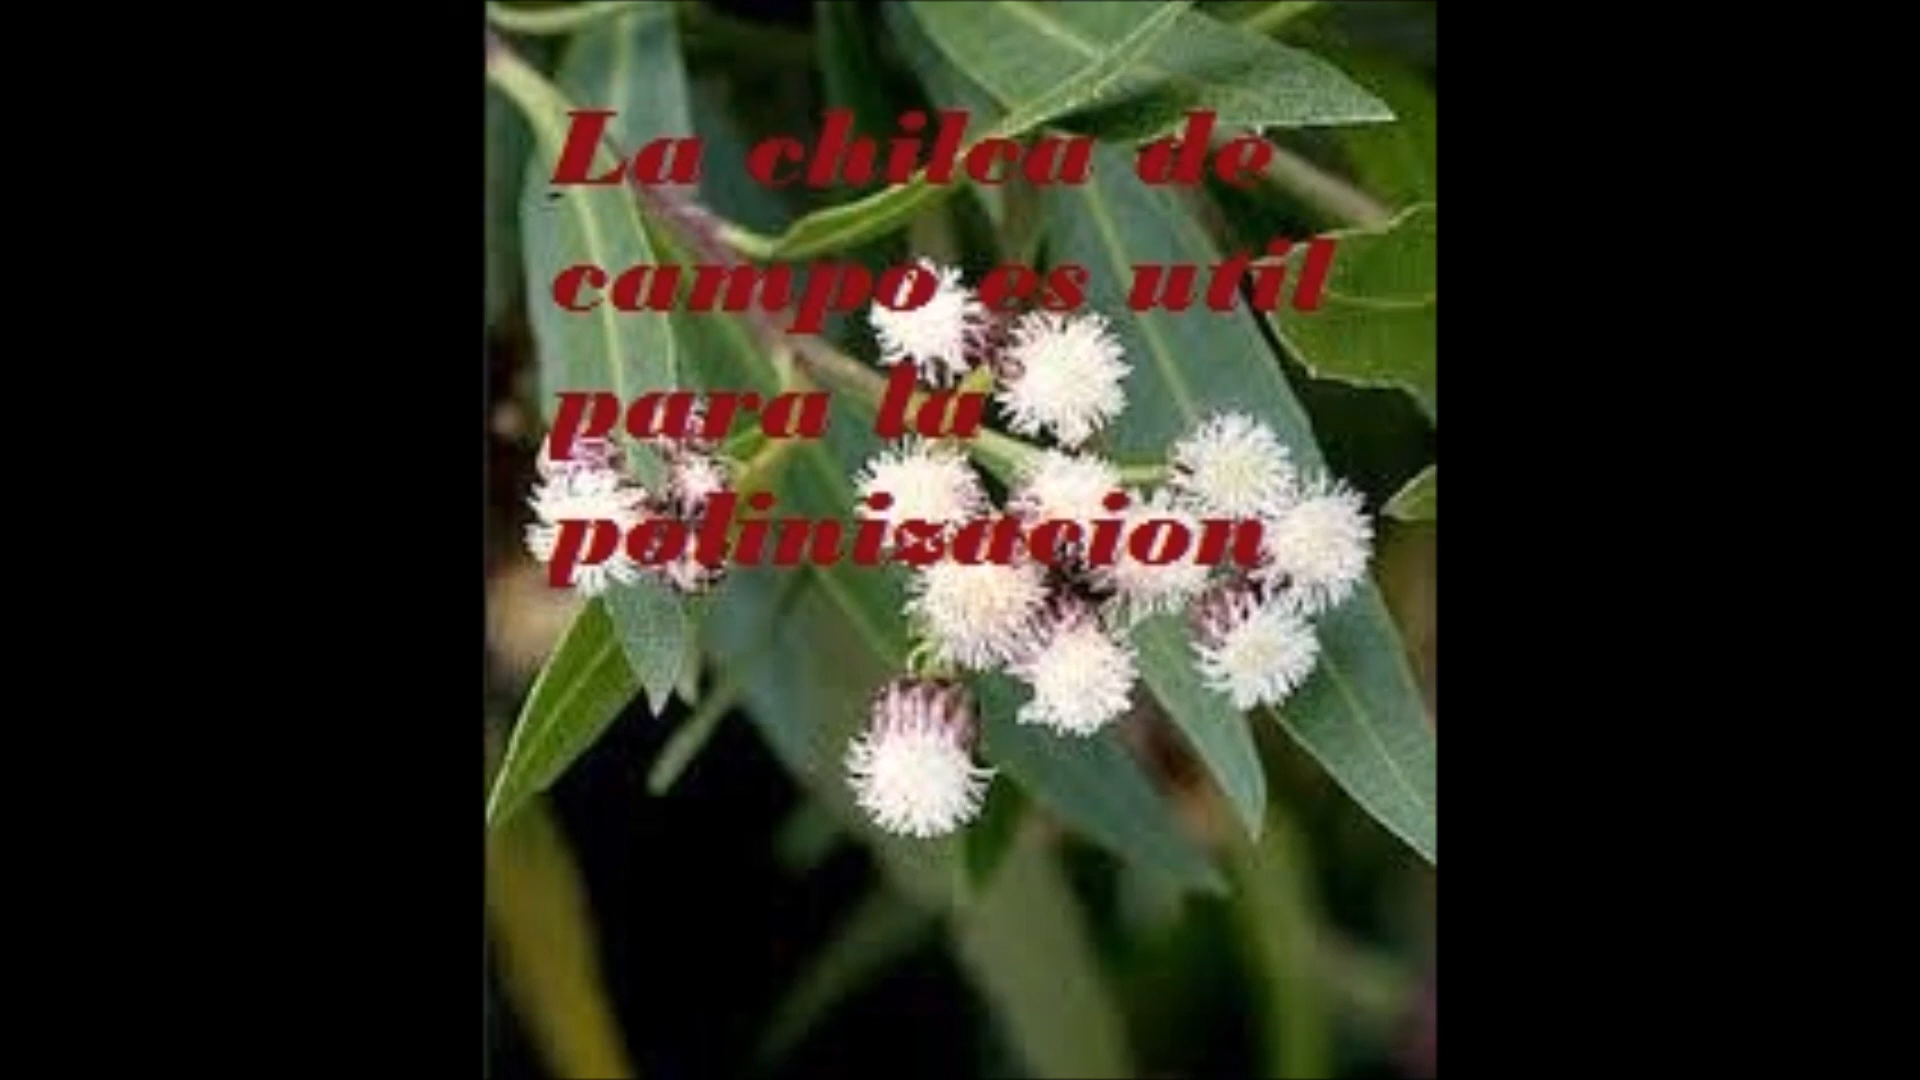 La chilca de
campo es util
para la
polinizacion